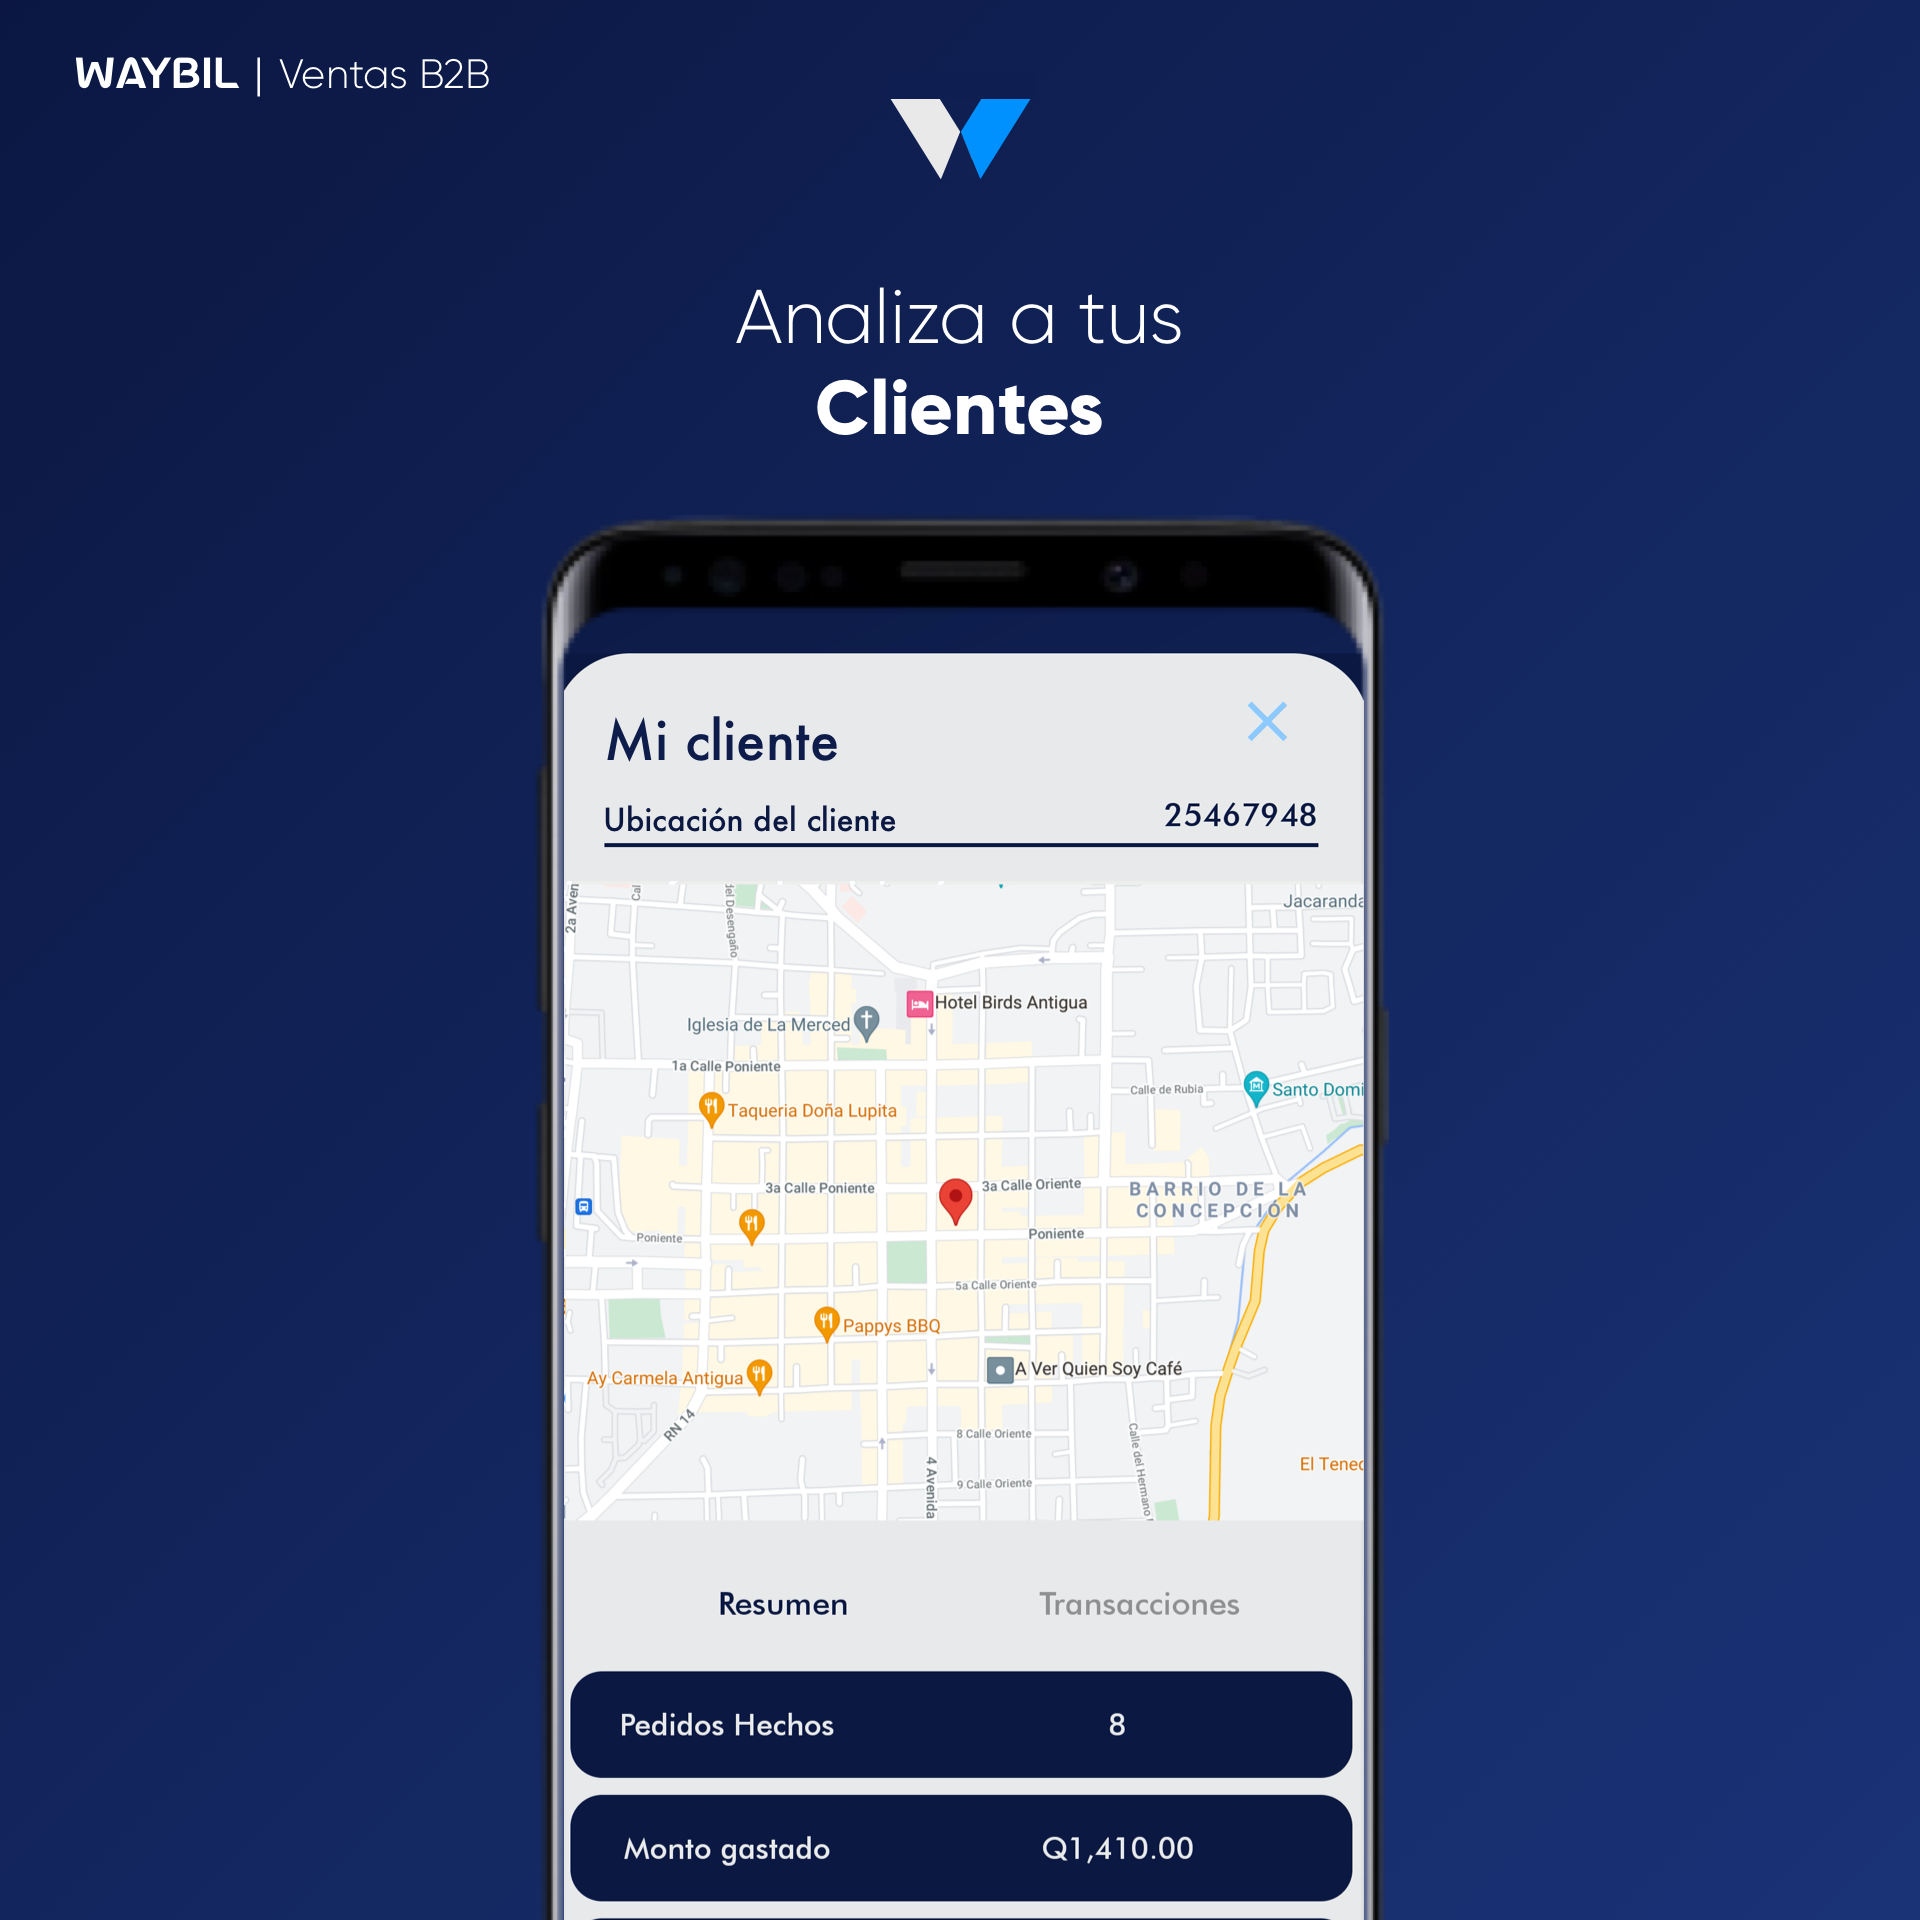 WAYBIL | Ventas B2B
Analiza a tus
Clientes
Mi cliente
Ubicación del cliente 25467948
2a Aven
Cal
del Desengaño
Jacaranda
Hotel Birds Antigua
Iglesia de La Merced
1a Calle Poniente
Calle de Rubia
Santo Domi
Taqueria Doña Lupita
3a Calle Poniente
3a Calle Oriente
BARRIO DE LA
CONCEPCIÓN
Poniente
Poniente
5a Calle Oriente
Pappys BBQ
A Ver Quien Soy Café
Ay Carmela Antigua
RN 14
8 Calle Oriente
Calle del Hermano
El Tened
4 Avenida
9 Calle Oriente
Resumen Transacciones
Pedidos Hechos 8
Monto gastado Q1,410.00